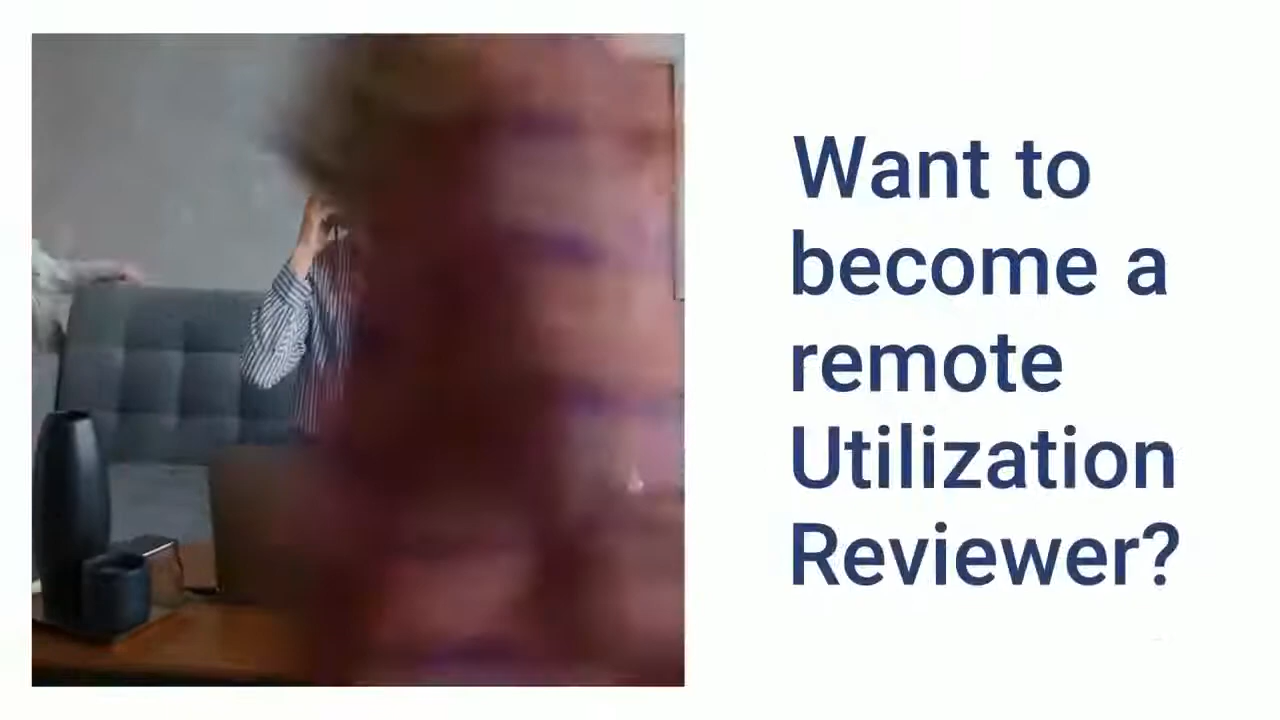 Want to
become a
remote
Utilization
Reviewer?